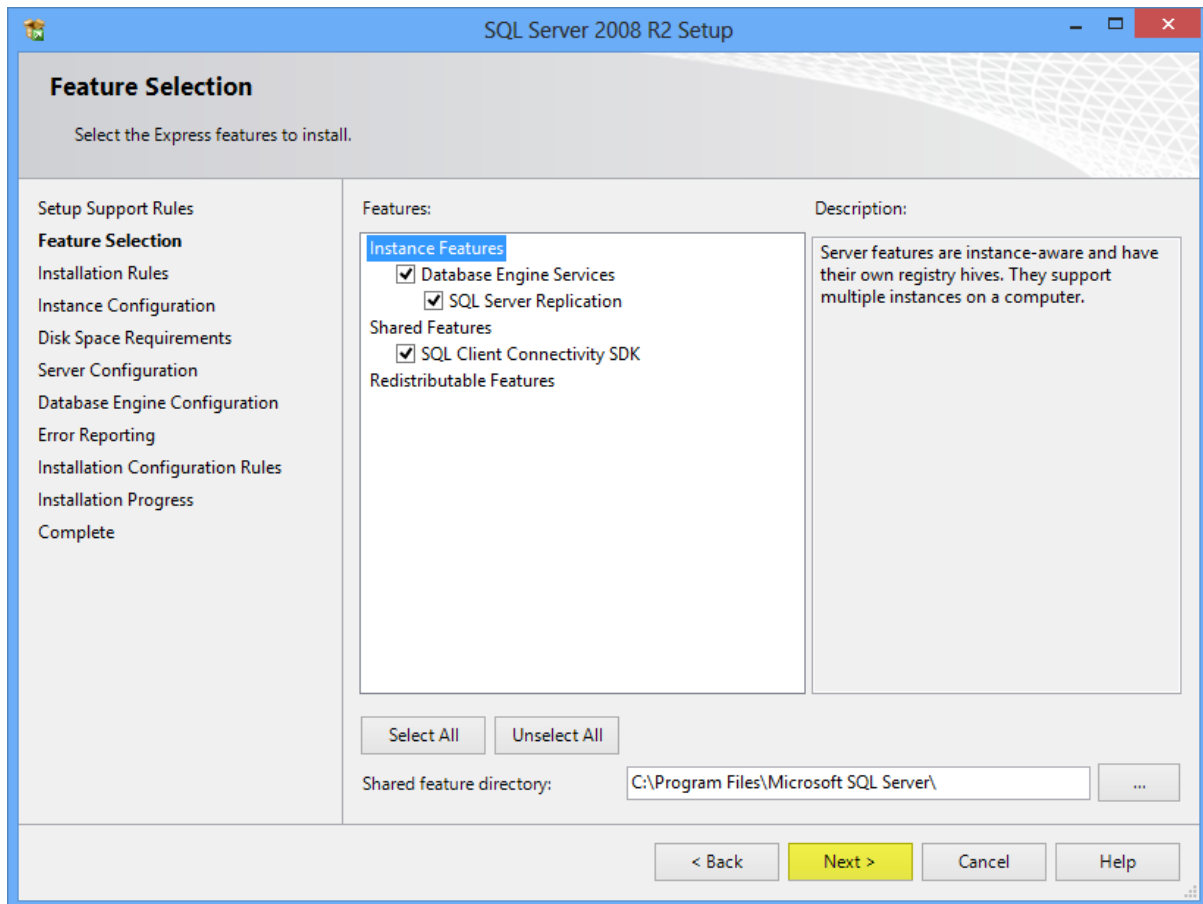 SQL Server 2008 R2 Setup
Feature Selection
Select the Express features to install.
Setup Support Rules
Feature Selection
Installation Rules
Instance Configuration
Disk Space Requirements
Server Configuration
Database Engine Configuration
Error Reporting
Installation Configuration Rules
Installation Progress
Complete
Features:
Instance Features
Database Engine Services
SQL Server Replication
Shared Features
SQL Client Connectivity SDK
Redistributable Features
Description:
Server features are instance-aware and have
their own registry hives. They support
multiple instances on a computer.
Select All
Unselect All
Shared feature directory:
C:\Program Files\Microsoft SQL Server\
...
< Back
Next >
Cancel
Help